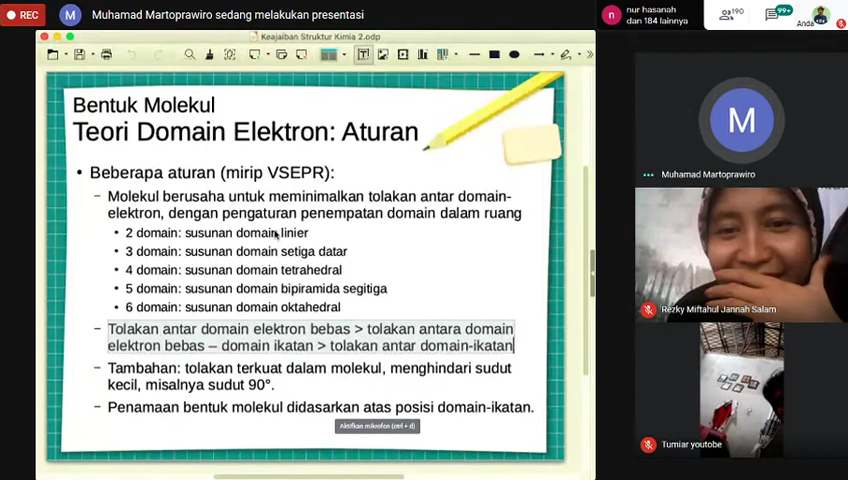 REC
M
Muhamad Martoprawiro sedang melakukan presentasi
n
nur hasanah
dan 184 lainnya
190
99+
Anda
Keajaiban Struktur Kimia 2.odp
Bentuk Molekul
Teori Domain Elektron: Aturan
• Beberapa aturan (mirip VSEPR):
– Molekul berusaha untuk meminimalkan tolakan antar domain-
elektron, dengan pengaturan penempatan domain dalam ruang
• 2 domain: susunan domain linier
• 3 domain: susunan domain setiga datar
• 4 domain: susunan domain tetrahedral
• 5 domain: susunan domain bipiramida segitiga
• 6 domain: susunan domain oktahedral
– Tolakan antar domain elektron bebas > tolakan antara domain
elektron bebas – domain ikatan > tolakan antar domain-ikatan
– Tambahan: tolakan terkuat dalam molekul, menghindari sudut
kecil, misalnya sudut 90°.
– Penamaan bentuk molekul didasarkan atas posisi domain-ikatan.
Aktifkan mikrofon (ctrl + d)
M
Muhamad Martoprawiro
Rezky Miftahul Jannah Salam
Tumiar youtobe